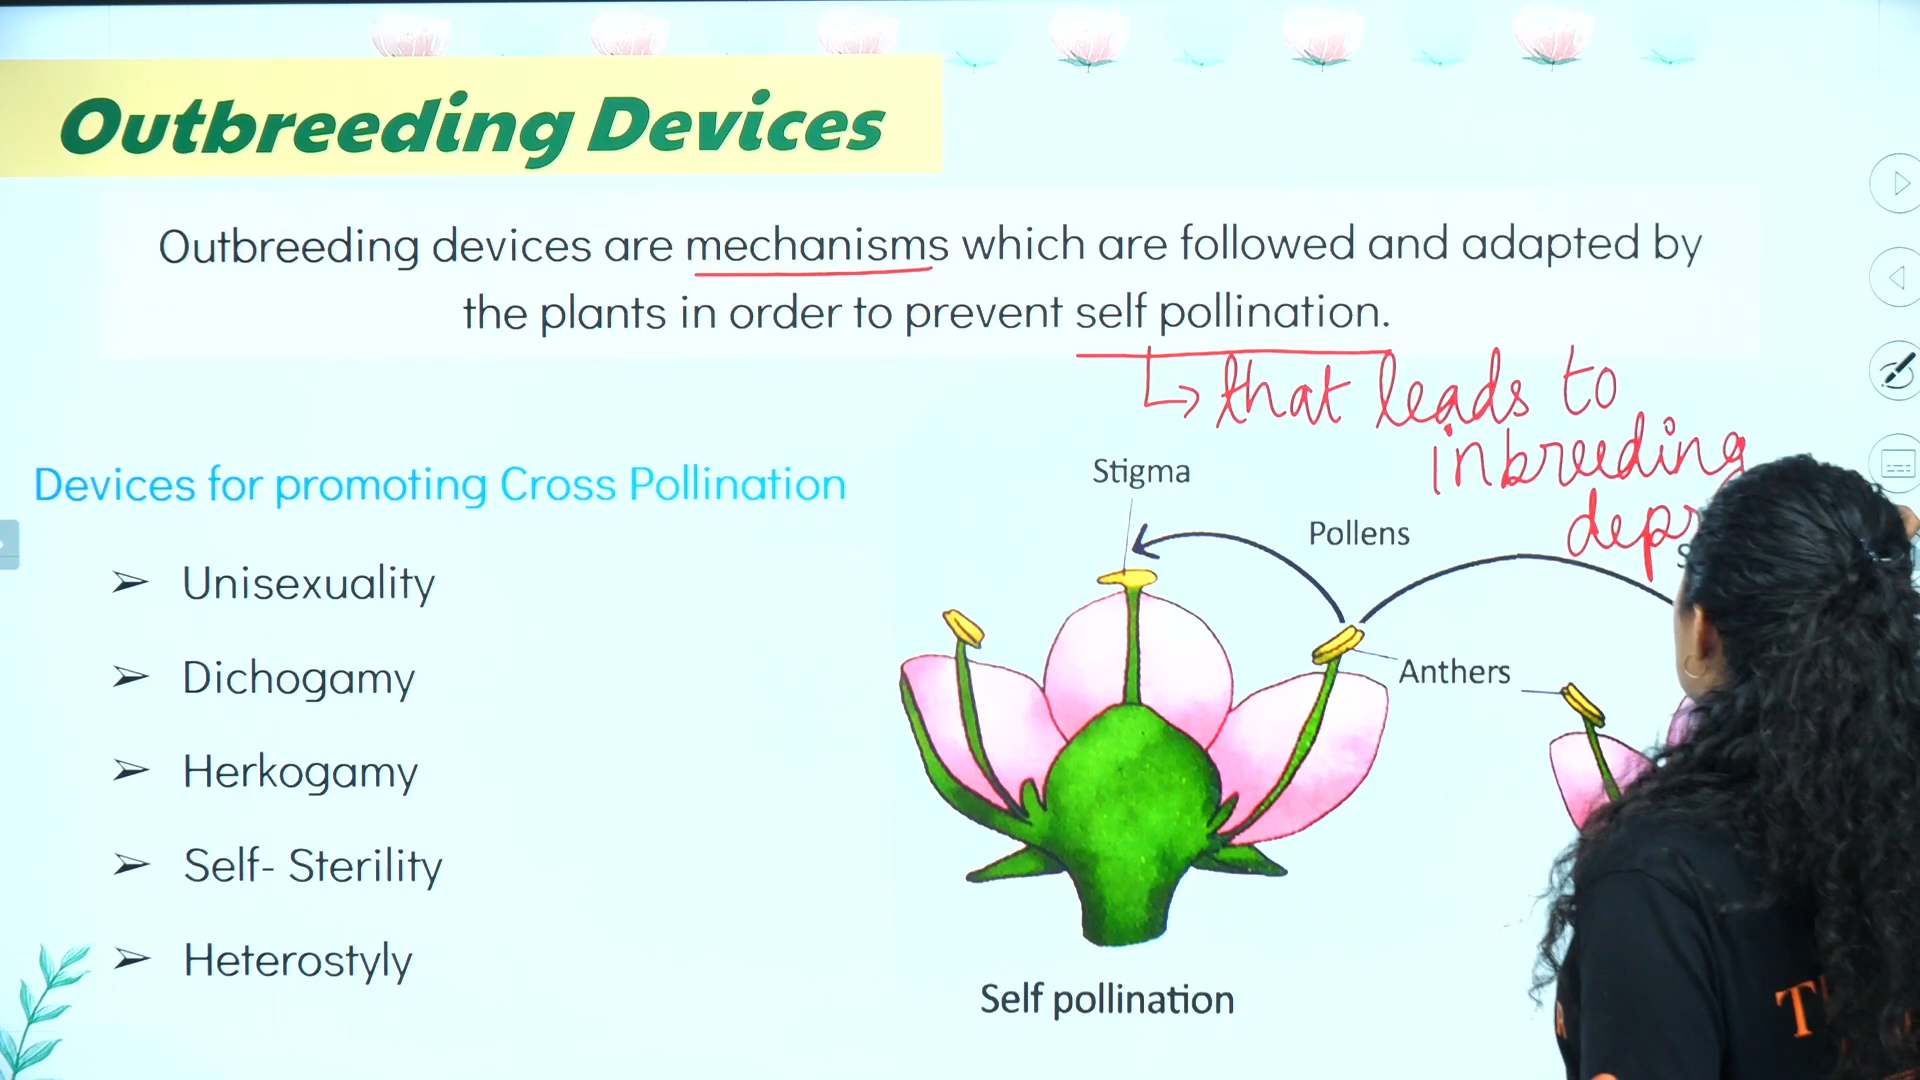 Outbreeding Devices
Outbreeding devices are mechanisms which are followed and adapted by
the plants in order to prevent self pollination.
that leads to
inbreeding
Devices for promoting Cross Pollination
➢ Unisexuality
➢ Dichogamy
➢ Herkogamy
➢ Self- Sterility
➢ Heterostyly
Stigma
Pollens
Anthers
Self pollination